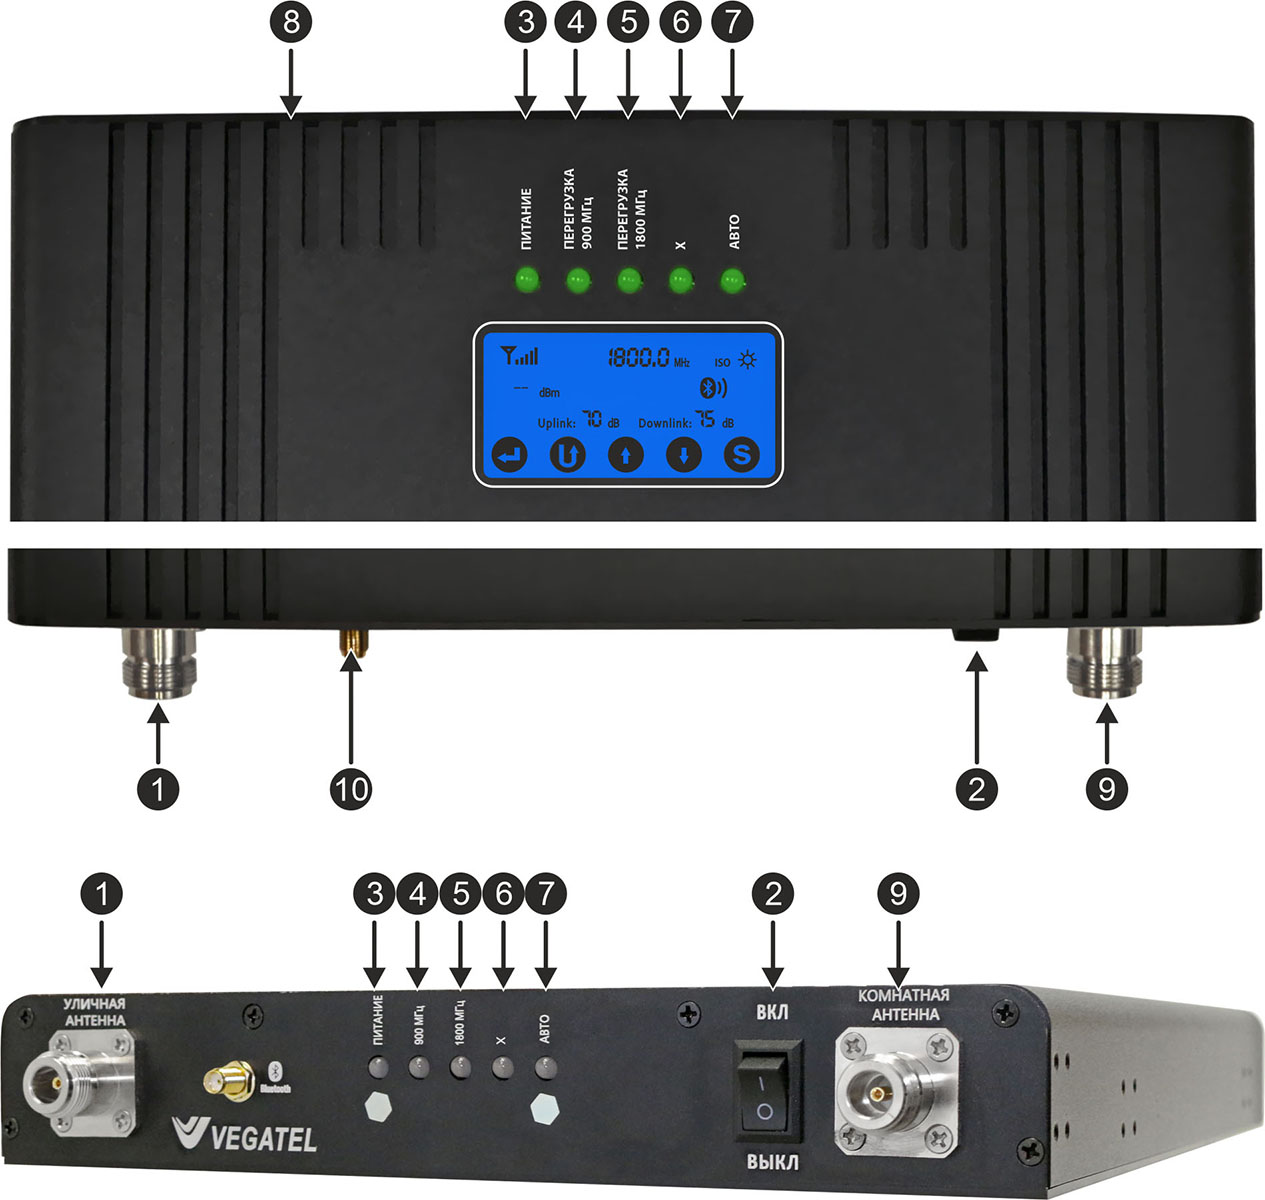 8 3 4 5 6 7
ПИТАНИЕ
ПЕРЕГРУЗКА
900 МГц
ПЕРЕГРУЗКА
1800 МГц
X
АВТО
1800.0 MHz ISO
-- dBm
Uplink: 70 dB Downlink: 75 dB
S
1 10 2 9
1 3 4 5 6 7 2 9
УЛИЧНАЯ
АНТЕННА
Bluetooth
VEGATEL
ПИТАНИЕ
900 МГц
1800 МГц
X
АВТО
ВКЛ
I
O
ВЫКЛ
КОМНАТНАЯ
АНТЕННА